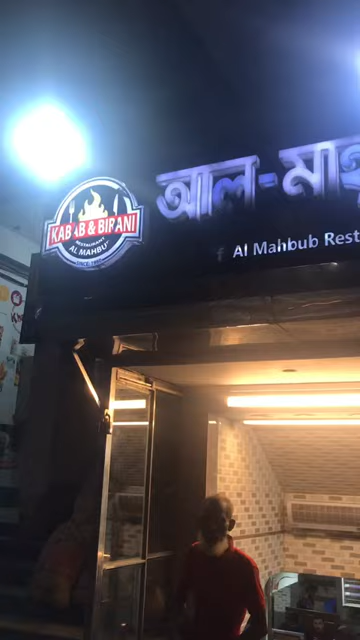 আল-মাহ
KABAB & BIRANI
RESTAURANT
AL MAHBUB
Al Mahbub Rest